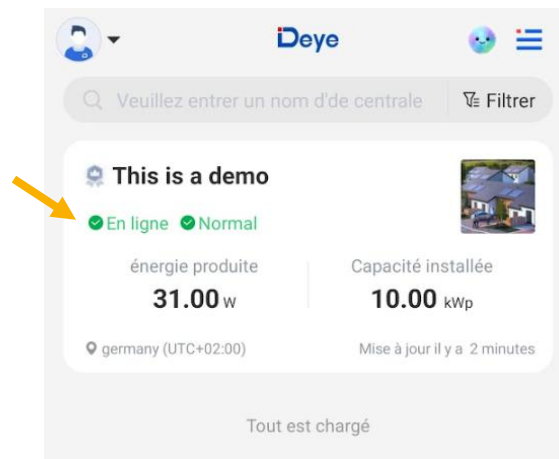 Deye
Veuillez entrer un nom d'de centrale Filtrer
This is a demo
En ligne Normal
énergie produite Capacité installée
31.00 W 10.00 kWp
germany (UTC+02:00) Mise à jour il y a 2 minutes
Tout est chargé